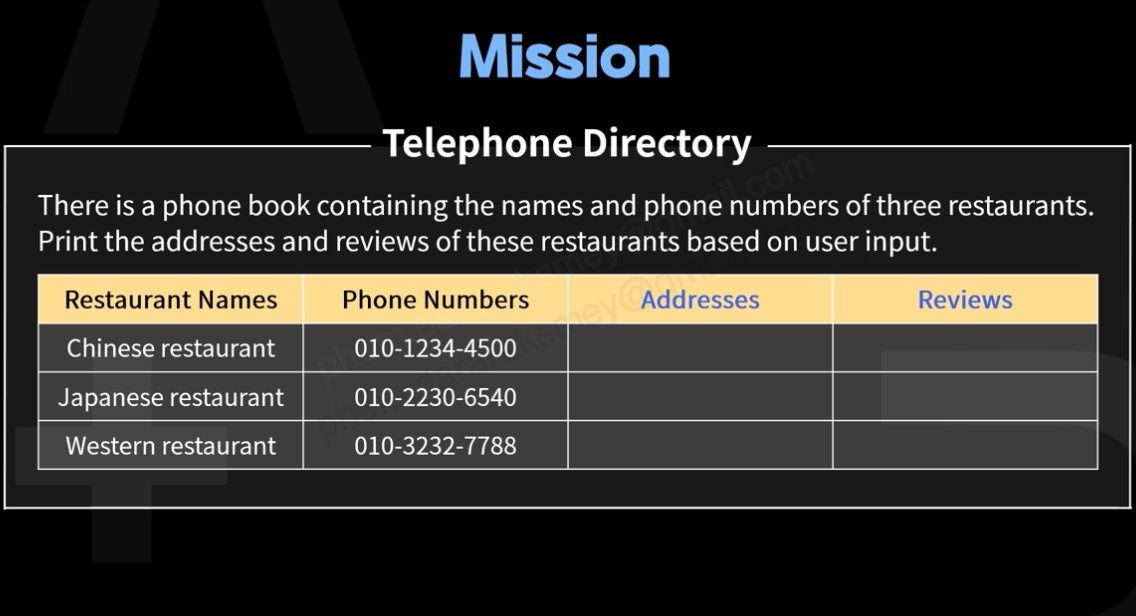 Mission
Telephone Directory
There is a phone book containing the names and phone numbers of three restaurants.
Print the addresses and reviews of these restaurants based on user input.
Restaurant Names Phone Numbers Addresses Reviews
Chinese restaurant 010-1234-4500
Japanese restaurant 010-2230-6540
Western restaurant 010-3232-7788